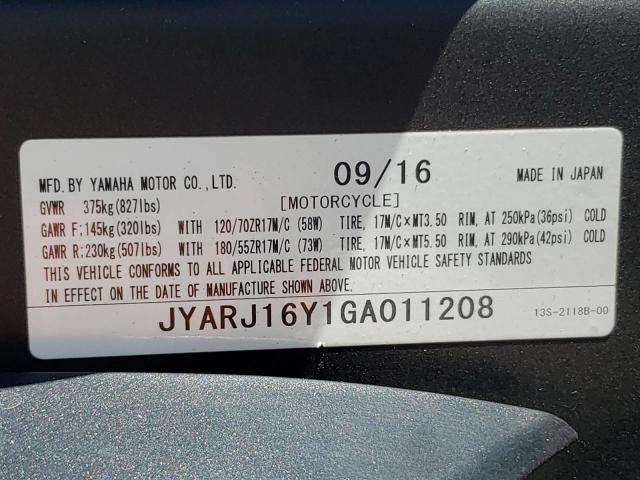 MFD.BY YAMAHA MOTOR CO.,LTD. 09/16 MADE IN JAPAN
GVWR 375kg(827lbs) [MOTORCYCLE]
GAWR F:145kg(320lbs) WITH 120/70ZR17M/C (58W) TIRE, 17M/C×MT3.50 RIM, AT 250kPa(36psi) COLD
GAWR R:230kg(507lbs) WITH 180/55ZR17M/C (73W) TIRE, 17M/C×MT5.50 RIM, AT 290kPa(42psi) COLD
THIS VEHICLE CONFORMS TO ALL APPLICABLE FEDERAL MOTOR VEHICLE SAFETY STANDARDS
IN EFFECT ON THE DATE OF MANUFACTURE SHOWN ABOVE.
JYARJ16Y1GA011208 13S-2118B-00